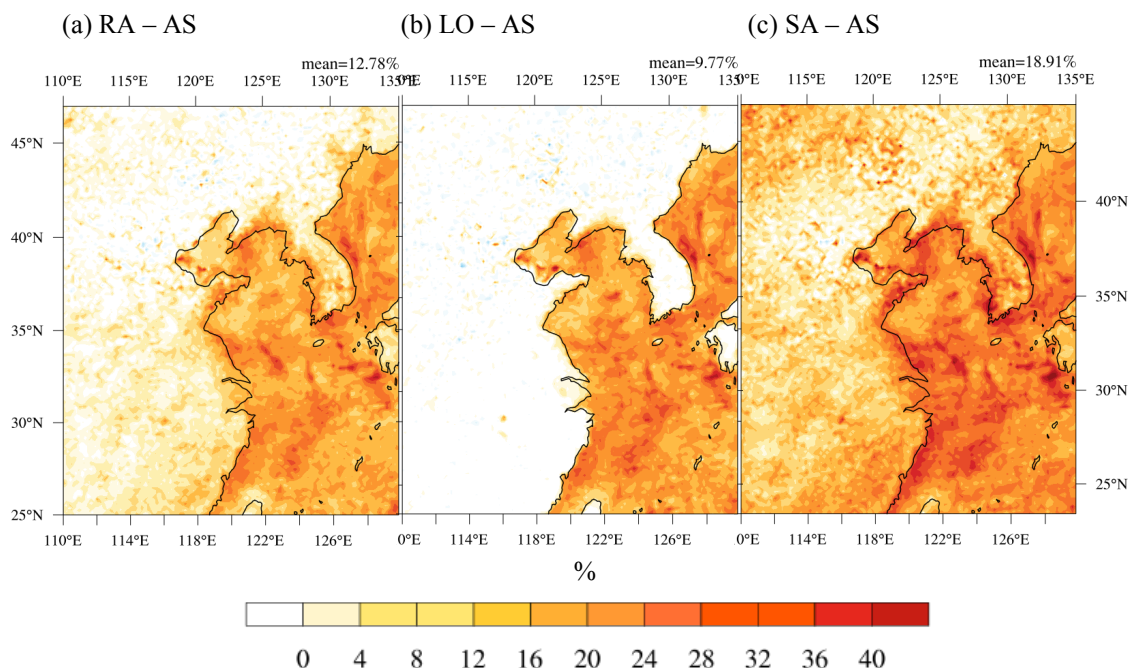 (a) RA – AS (b) LO – AS (c) SA – AS
mean=12.78% mean=9.77% mean=18.91%
110°E 115°E 120°E 125°E 130°E 135°E 0°E 115°E 120°E 125°E 130°E 135°E 0°E 115°E 120°E 125°E 130°E 135°E
45°N
40°N 40°N
35°N 35°N
30°N 30°N
25°N 25°N
110°E 114°E 118°E 122°E 126°E 0°E 114°E 118°E 122°E 126°E 0°E 114°E 118°E 122°E 126°E
%
0 4 8 12 16 20 24 28 32 36 40